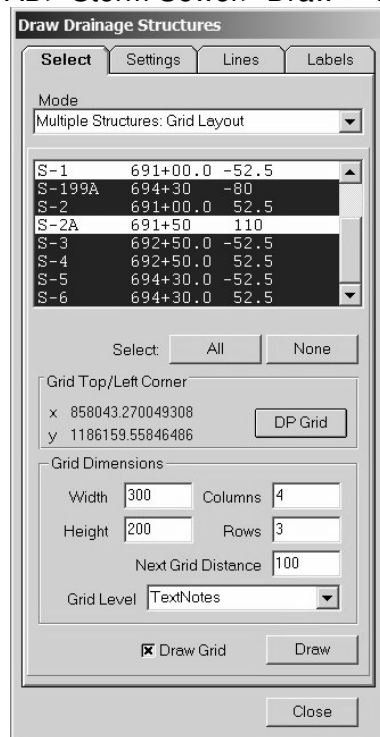 Draw Drainage Structures
Select Settings Lines Labels
Mode
Multiple Structures: Grid Layout
S-1 691+00.0 -52.5
S-199A 694+30 -80
S-2 691+00.0 52.5
S-2A 691+50 110
S-3 692+50.0 -52.5
S-4 692+50.0 52.5
S-5 694+30.0 -52.5
S-6 694+30.0 52.5
Select: All None
Grid Top/Left Corner
x 858043.270049308
y 1186159.55846486
DP Grid
Grid Dimensions
Width 300 Columns 4
Height 200 Rows 3
Next Grid Distance 100
Grid Level TextNotes
Draw Grid Draw
Close